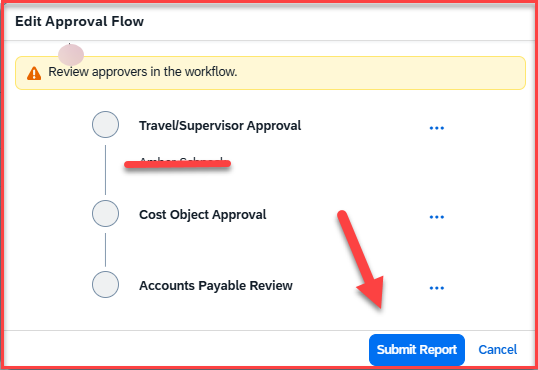 Edit Approval Flow
Review approvers in the workflow.
Travel/Supervisor Approval
Cost Object Approval
Accounts Payable Review
Submit Report
Cancel